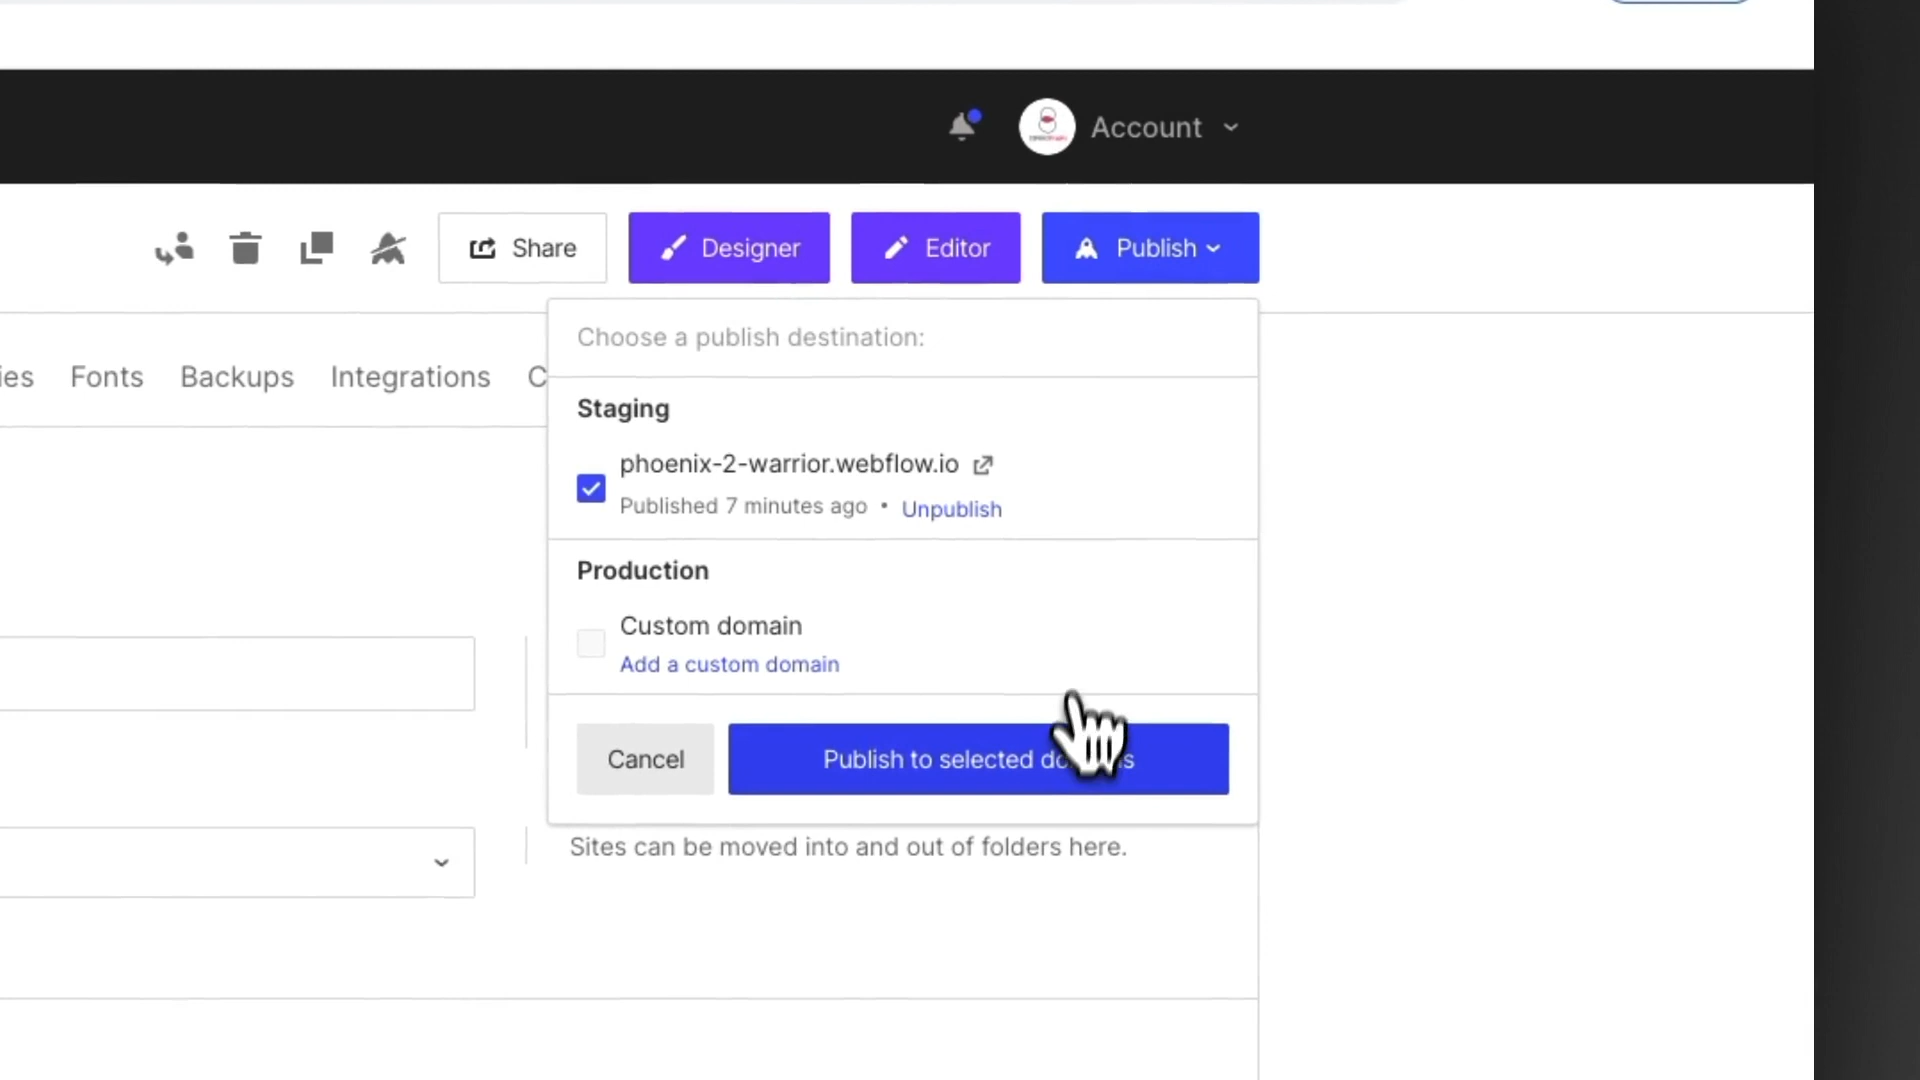 Account
Share
Designer
Editor
Publish
Choose a publish destination:
Fonts
Backups
Integrations
Staging
phoenix-2-warrior.webflow.io
Published 7 minutes ago • Unpublish
Production
Custom domain
Add a custom domain
Cancel
Publish to selected
Sites can be moved into and out of folders here.